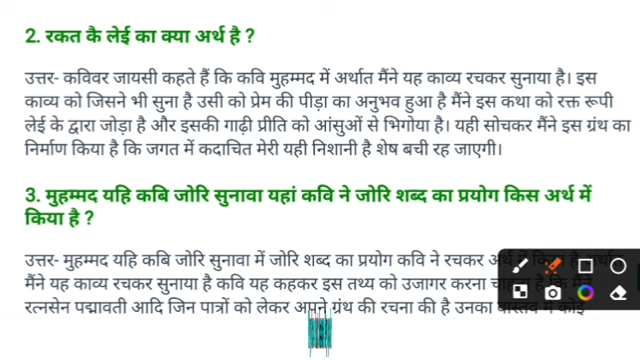 2. रकत कै लेई का क्या अर्थ है ?
उत्तर- कविवर जायसी कहते हैं कि कवि मुहम्मद में अर्थात मैंने यह काव्य रचकर सुनाया है। इस
काव्य को जिसने भी सुना है उसी को प्रेम की पीड़ा का अनुभव हुआ है मैंने इस कथा को रक्त रूपी
लेई के द्वारा जोड़ा है और इसकी गाढ़ी प्रीति को आंसुओं से भिगोया है। यही सोचकर मैंने इस ग्रंथ का
निर्माण किया है कि जगत में कदाचित मेरी यही निशानी है शेष बची रह जाएगी।
3. मुहम्मद यहि कबि जोरि सुनावा यहां कवि ने जोरि शब्द का प्रयोग किस अर्थ में
किया है ?
उत्तर- मुहम्मद यहि कबि जोरि सुनावा में जोरि शब्द का प्रयोग कवि ने रचकर अर्थ में किया है
मैंने यह काव्य रचकर सुनाया है कवि यह कहकर इस तथ्य को उजागर करना चाहता है कि मैंने
रत्नसेन पद्मावती आदि जिन पात्रों को लेकर अपने ग्रंथ की रचना की है उनका वास्तव में कोई